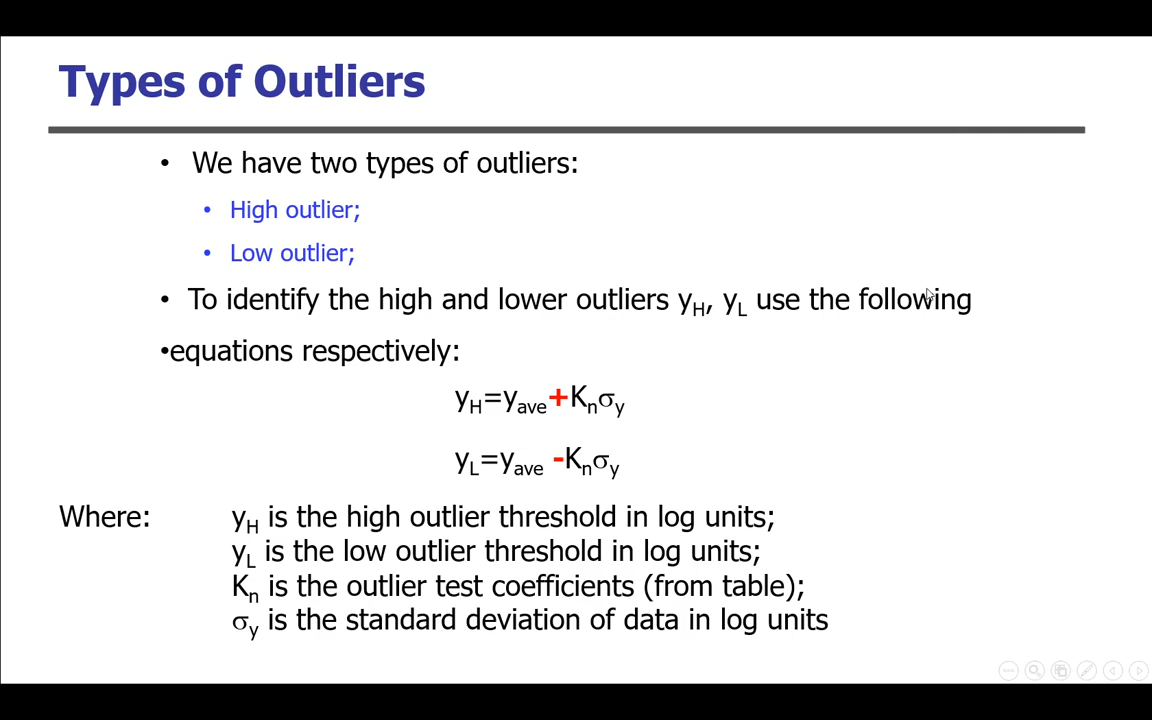 Types of Outliers
• We have two types of outliers:
• High outlier;
• Low outlier;
• To identify the high and lower outliers yH, yL use the following
•equations respectively:
yH=yave+Knσy
yL=yave -Knσy
Where: yH is the high outlier threshold in log units;
yL is the low outlier threshold in log units;
Kn is the outlier test coefficients (from table);
σy is the standard deviation of data in log units